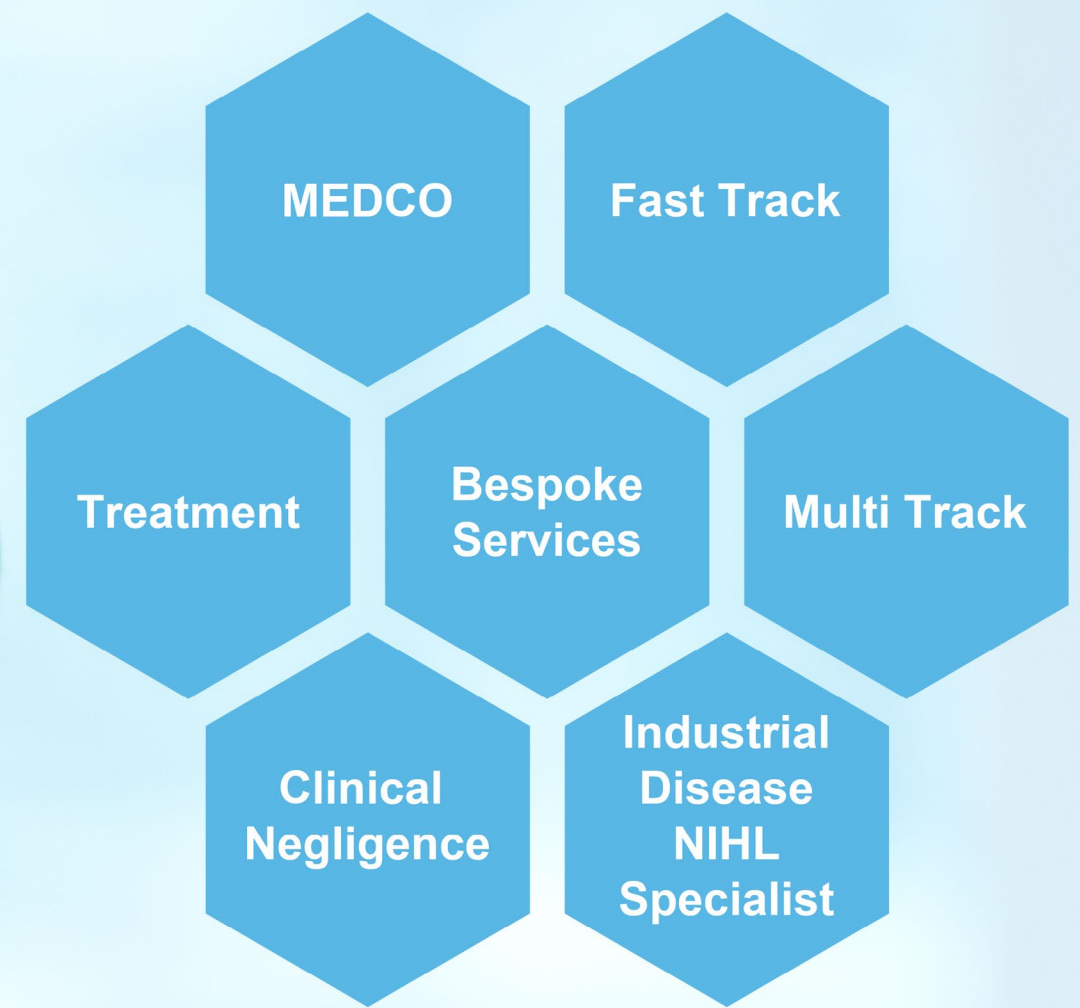 MEDCO
Fast Track
Treatment
Bespoke
Services
Multi Track
Clinical
Negligence
Industrial
Disease
NIHL
Specialist